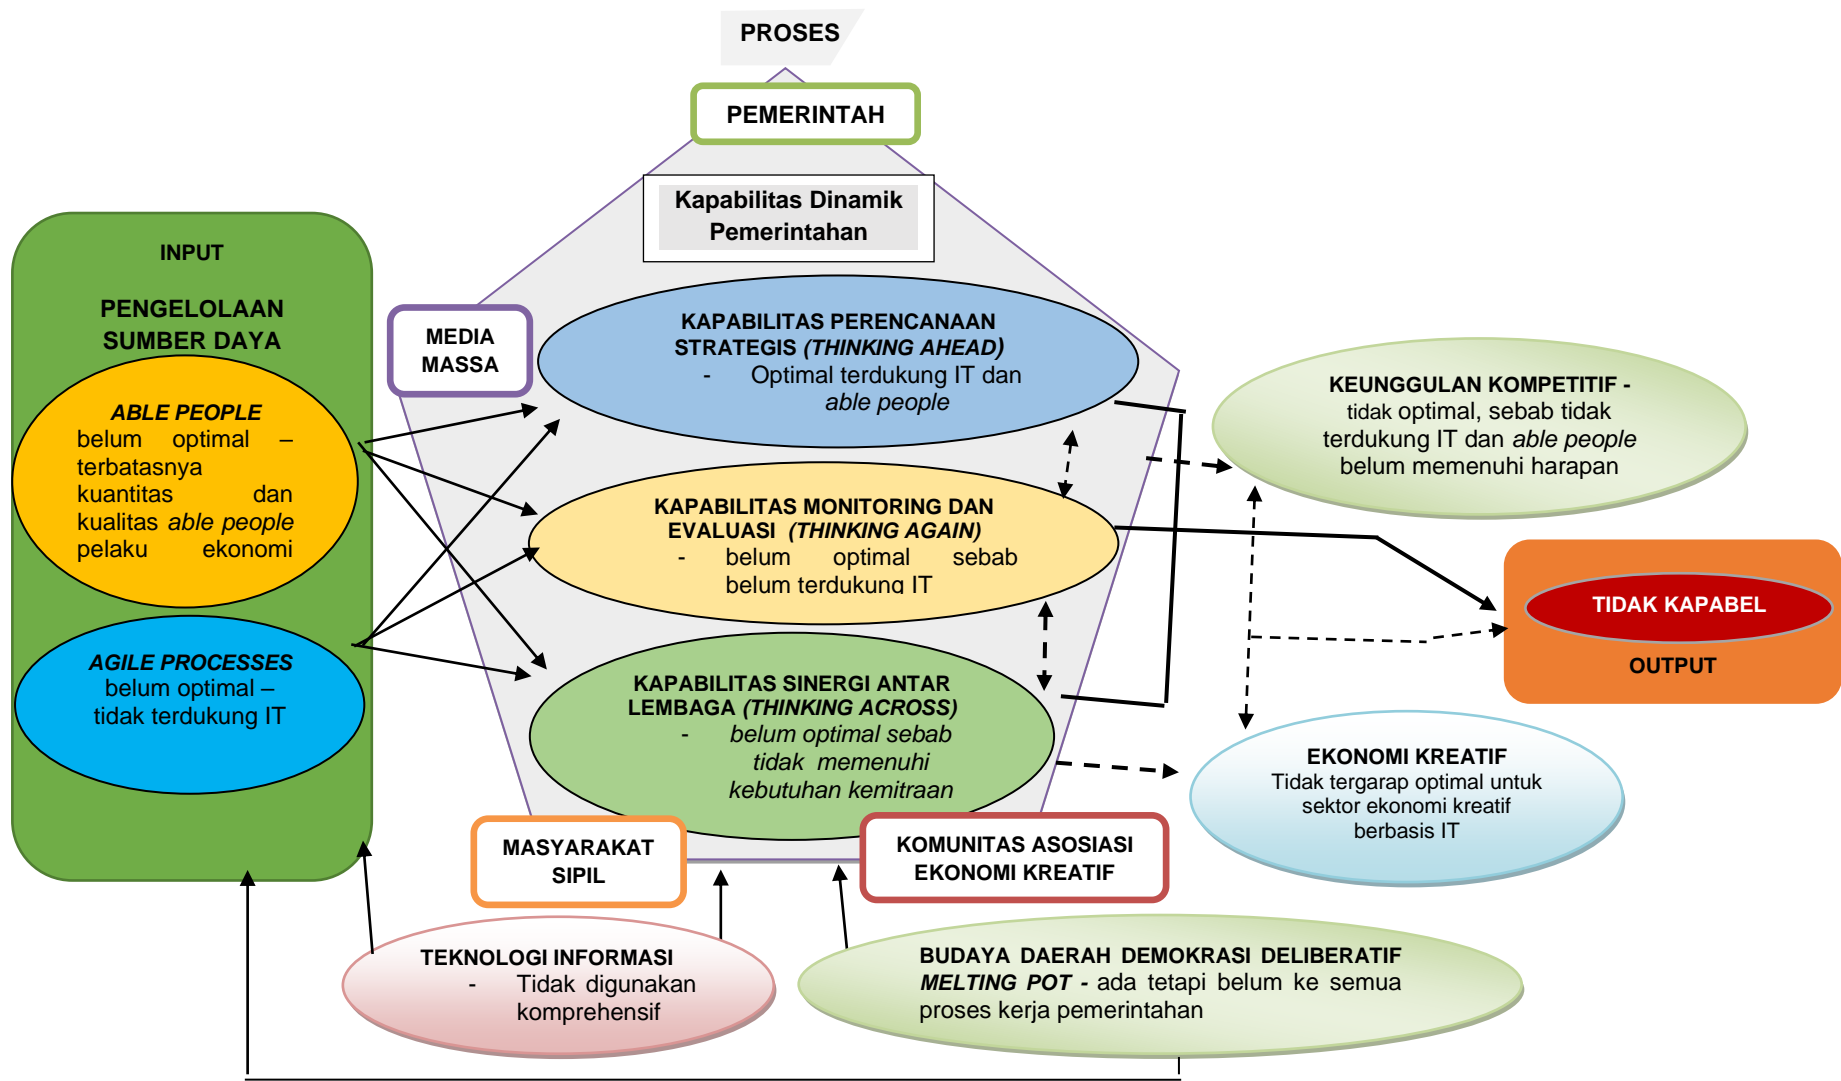 PROSES
PEMERINTAH
Kapabilitas Dinamik
Pemerintahan
INPUT
PENGELOLAAN
SUMBER DAYA
ABLE PEOPLE
belum optimal –
terbatasnya
kuantitas dan
kualitas able people
pelaku ekonomi
AGILE PROCESSES
belum optimal –
tidak terdukung IT
MEDIA
MASSA
KAPABILITAS PERENCANAAN
STRATEGIS (THINKING AHEAD)
- Optimal terdukung IT dan
able people
KAPABILITAS MONITORING DAN
EVALUASI (THINKING AGAIN)
- belum optimal sebab
belum terdukung IT
KAPABILITAS SINERGI ANTAR
LEMBAGA (THINKING ACROSS)
- belum optimal sebab
tidak memenuhi
kebutuhan kemitraan
MASYARAKAT
SIPIL
KOMUNITAS ASOSIASI
EKONOMI KREATIF
KEUNGGULAN KOMPETITIF -
tidak optimal, sebab tidak
terdukung IT dan able people
belum memenuhi harapan
TIDAK KAPABEL
OUTPUT
EKONOMI KREATIF
Tidak tergarap optimal untuk
sektor ekonomi kreatif
berbasis IT
TEKNOLOGI INFORMASI
- Tidak digunakan
komprehensif
BUDAYA DAERAH DEMOKRASI DELIBERATIF
MELTING POT - ada tetapi belum ke semua
proses kerja pemerintahan